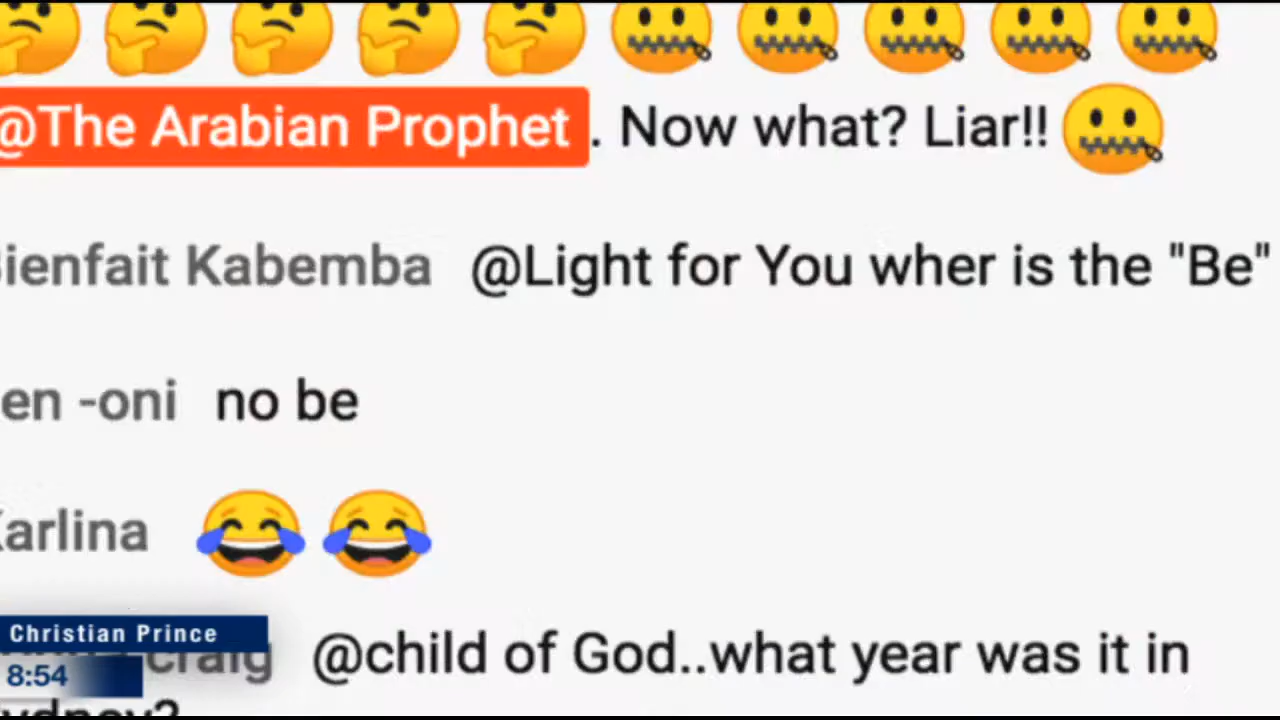 @The Arabian Prophet . Now what? Liar!!
ienfait Kabemba @Light for You wher is the "Be"
en -oni no be
arlina
Christian Prince
craig @child of God..what year was it in
8:54